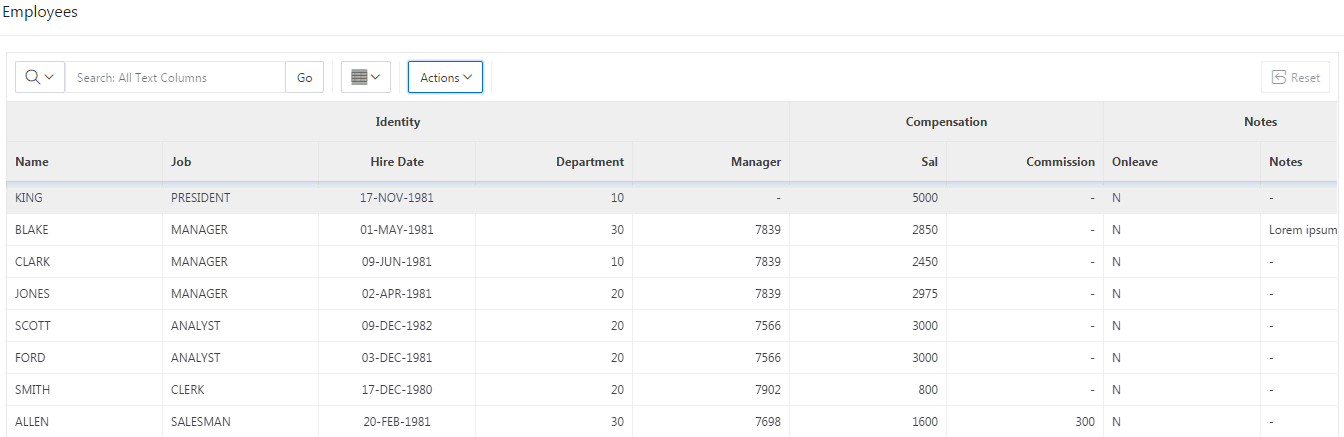 Employees
Search: All Text Columns Go Actions Reset
Identity Compensation Notes
Name Job Hire Date Department Manager Sal Commission Onleave Notes
KING PRESIDENT 17-NOV-1981 10 - 5000 - N -
BLAKE MANAGER 01-MAY-1981 30 7839 2850 - N Lorem ipsum
CLARK MANAGER 09-JUN-1981 10 7839 2450 - N -
JONES MANAGER 02-APR-1981 20 7839 2975 - N -
SCOTT ANALYST 09-DEC-1982 20 7566 3000 - N -
FORD ANALYST 03-DEC-1981 20 7566 3000 - N -
SMITH CLERK 17-DEC-1980 20 7902 800 - N -
ALLEN SALESMAN 20-FEB-1981 30 7698 1600 300 N -